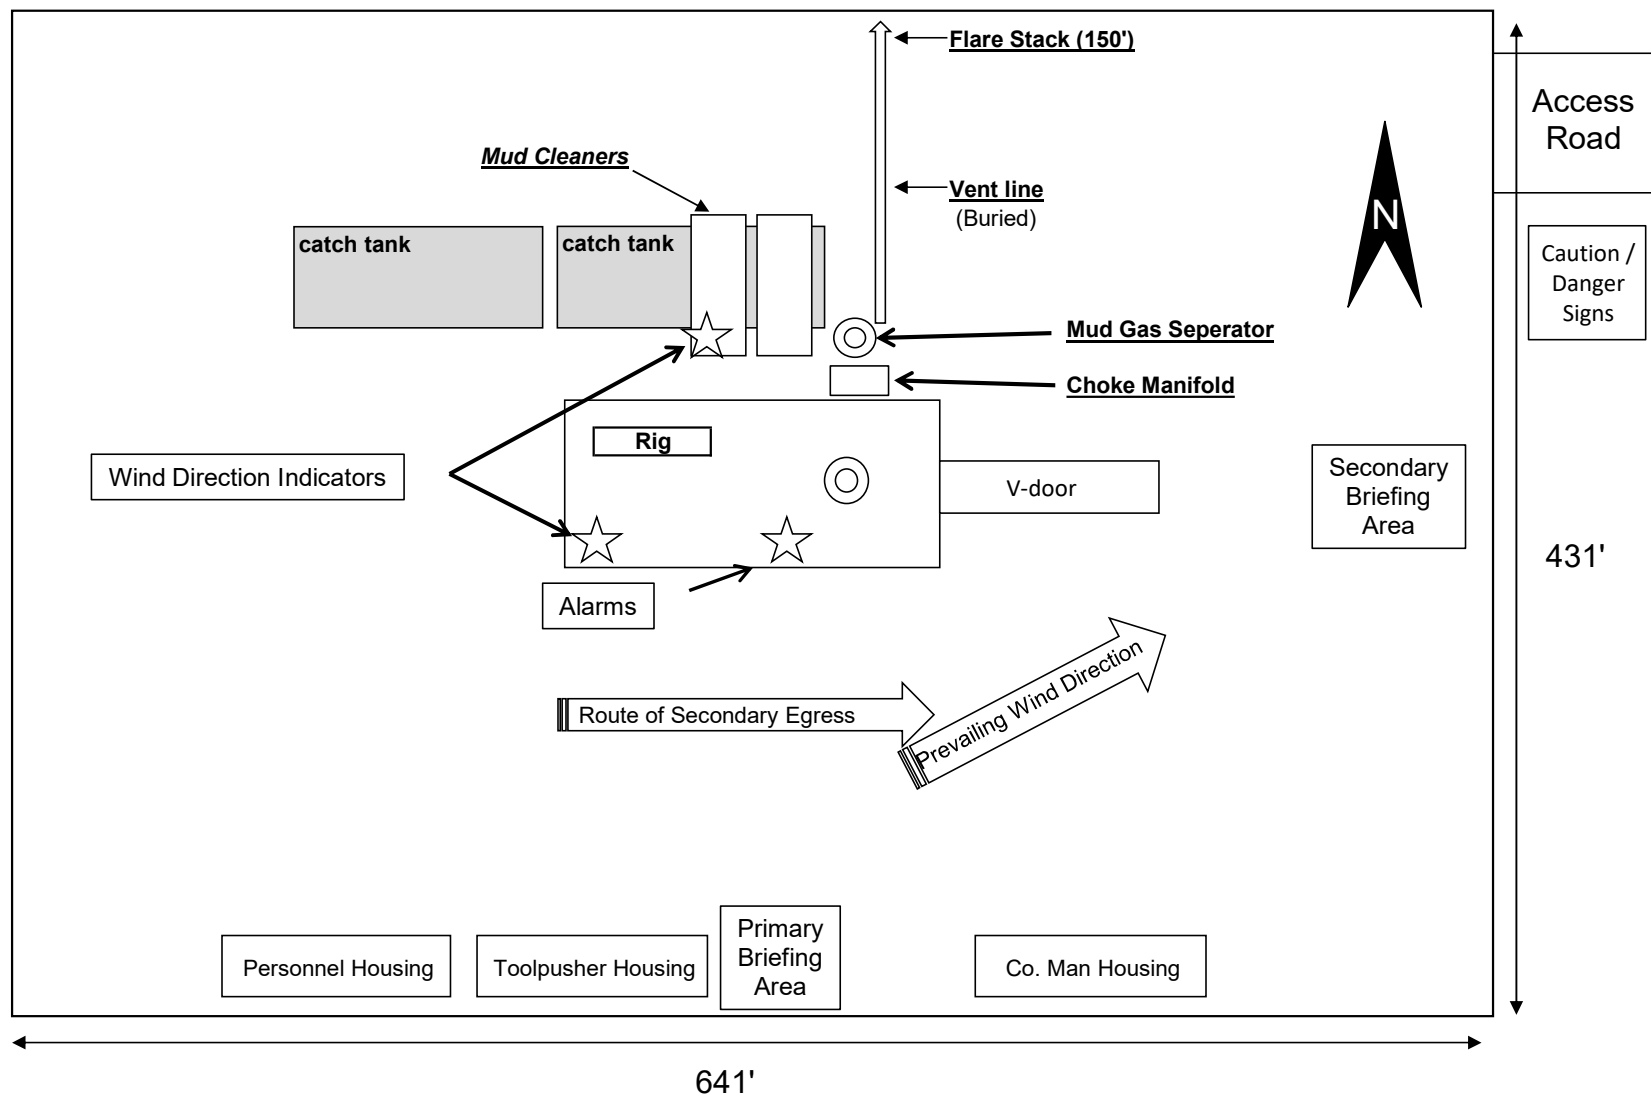 Flare Stack (150')
Access
Road
Mud Cleaners
Vent line
(Buried)
N
catch tank
catch tank
Caution /
Danger
Signs
Mud Gas Seperator
Choke Manifold
Rig
Wind Direction Indicators
V-door
Secondary
Briefing
Area
431'
Alarms
Prevailing Wind Direction
Route of Secondary Egress
Personnel Housing
Toolpusher Housing
Primary
Briefing
Area
Co. Man Housing
641'